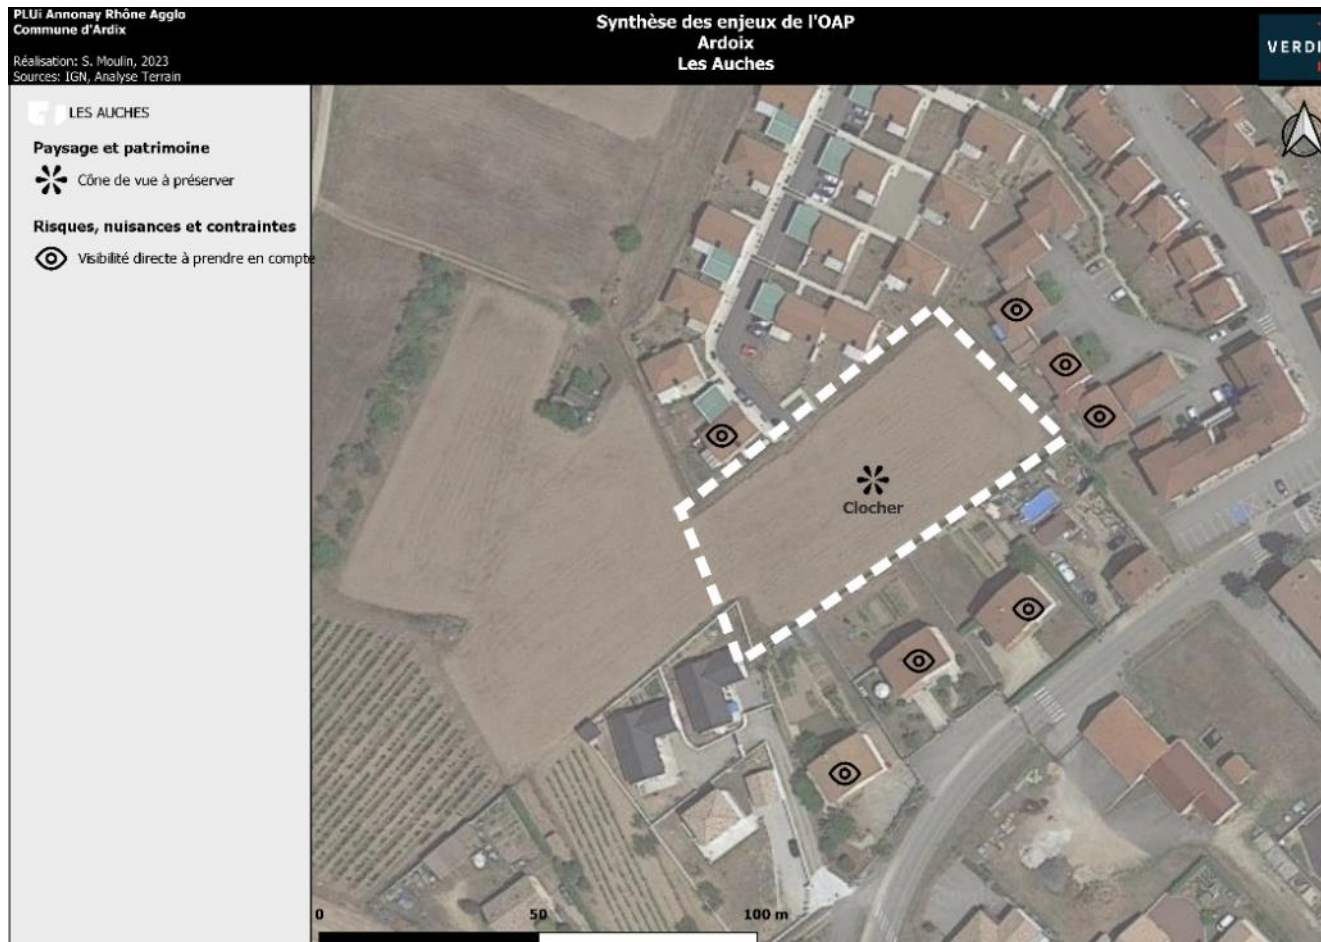 PLUi Annonay Rhône Agglo
Commune d'Ardix
Réalisation: S. Moulin, 2023
Sources: IGN, Analyse Terrain
Synthèse des enjeux de l'OAP
Ardoix
Les Auches
VERDI
LES AUCHES
Paysage et patrimoine
Cône de vue à préserver
Risques, nuisances et contraintes
Visibilité directe à prendre en compte
Clocher
0 50 100 m